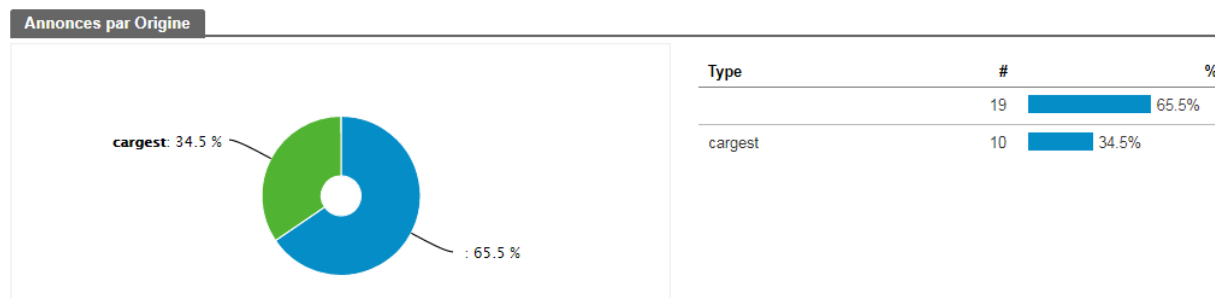 Annonces par Origine
cargest: 34.5 %
: 65.5 %
Type # %
19 65.5%
cargest 10 34.5%